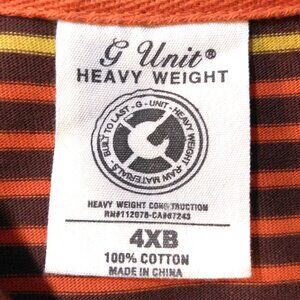 G Unit®
HEAVY WEIGHT
BUILT TO LAST - G - UNIT - HEAVY WEIGHT - RAW MATERIALS -
HEAVY WEIGHT CONSTRUCTION
RN#112078-CA#67243
4XB
100% COTTON
MADE IN CHINA